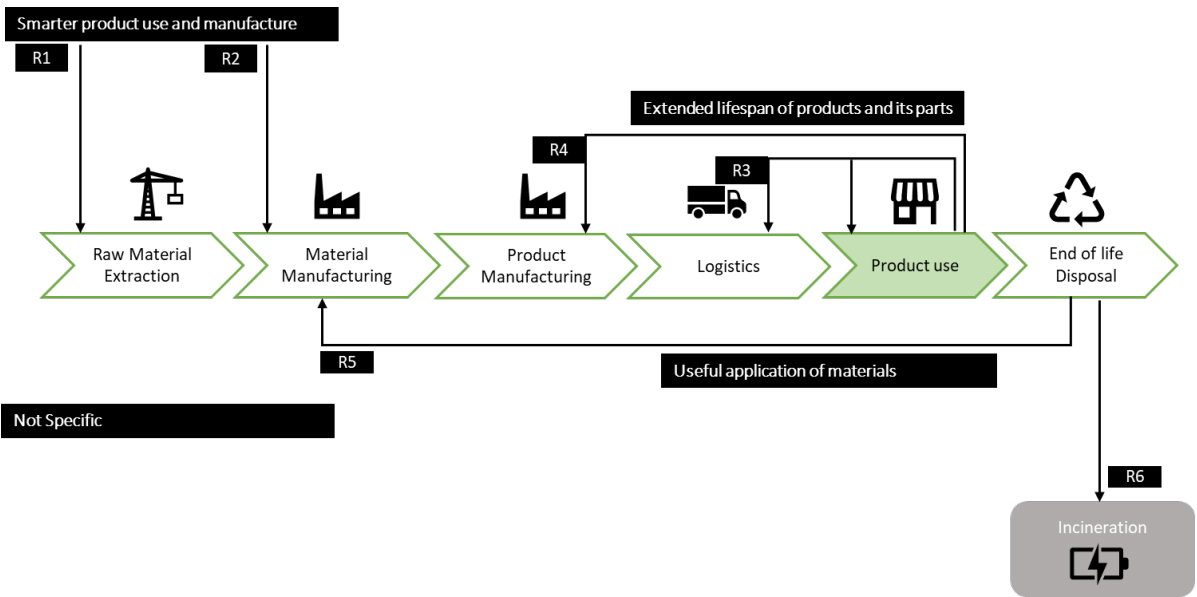 Smarter product use and manufacture
R1
R2
Extended lifespan of products and its parts
R4
R3
Raw Material
Extraction
Material
Manufacturing
Product
Manufacturing
Logistics
Product use
End of life
Disposal
R5
Useful application of materials
Not Specific
R6
Incineration